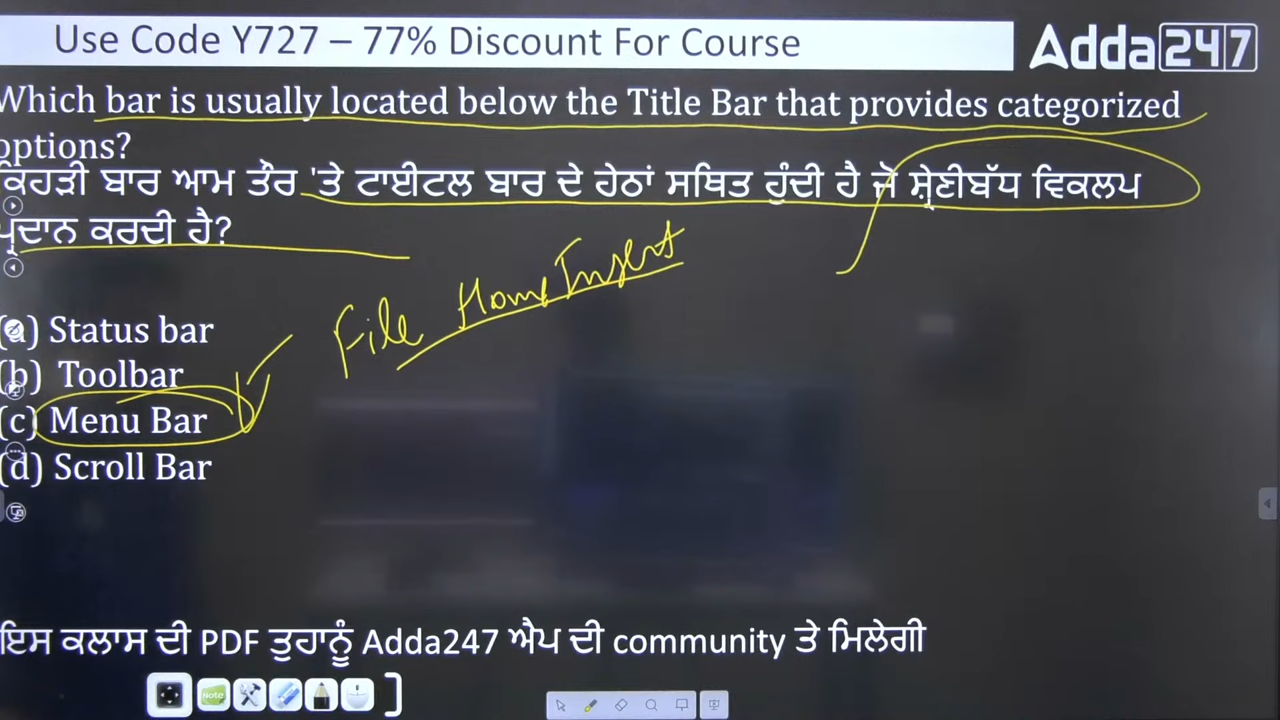 Use Code Y727 – 77% Discount For Course
Adda247
Which bar is usually located below the Title Bar that provides categorized
options?
ਕਿਹੜੀ ਬਾਰ ਆਮ ਤੌਰ 'ਤੇ ਟਾਈਟਲ ਬਾਰ ਦੇ ਹੇਠਾਂ ਸਥਿਤ ਹੁੰਦੀ ਹੈ ਜੋ ਸ਼੍ਰੇਣੀਬੱਧ ਵਿਕਲਪ
ਪ੍ਰਦਾਨ ਕਰਦੀ ਹੈ?
File Home Insert
(a) Status bar
(b) Toolbar
(c) Menu Bar
(d) Scroll Bar
ਇਸ ਕਲਾਸ ਦੀ PDF ਤੁਹਾਨੂੰ Adda247 ਐਪ ਦੀ community ਤੇ ਮਿਲੇਗੀ
Note